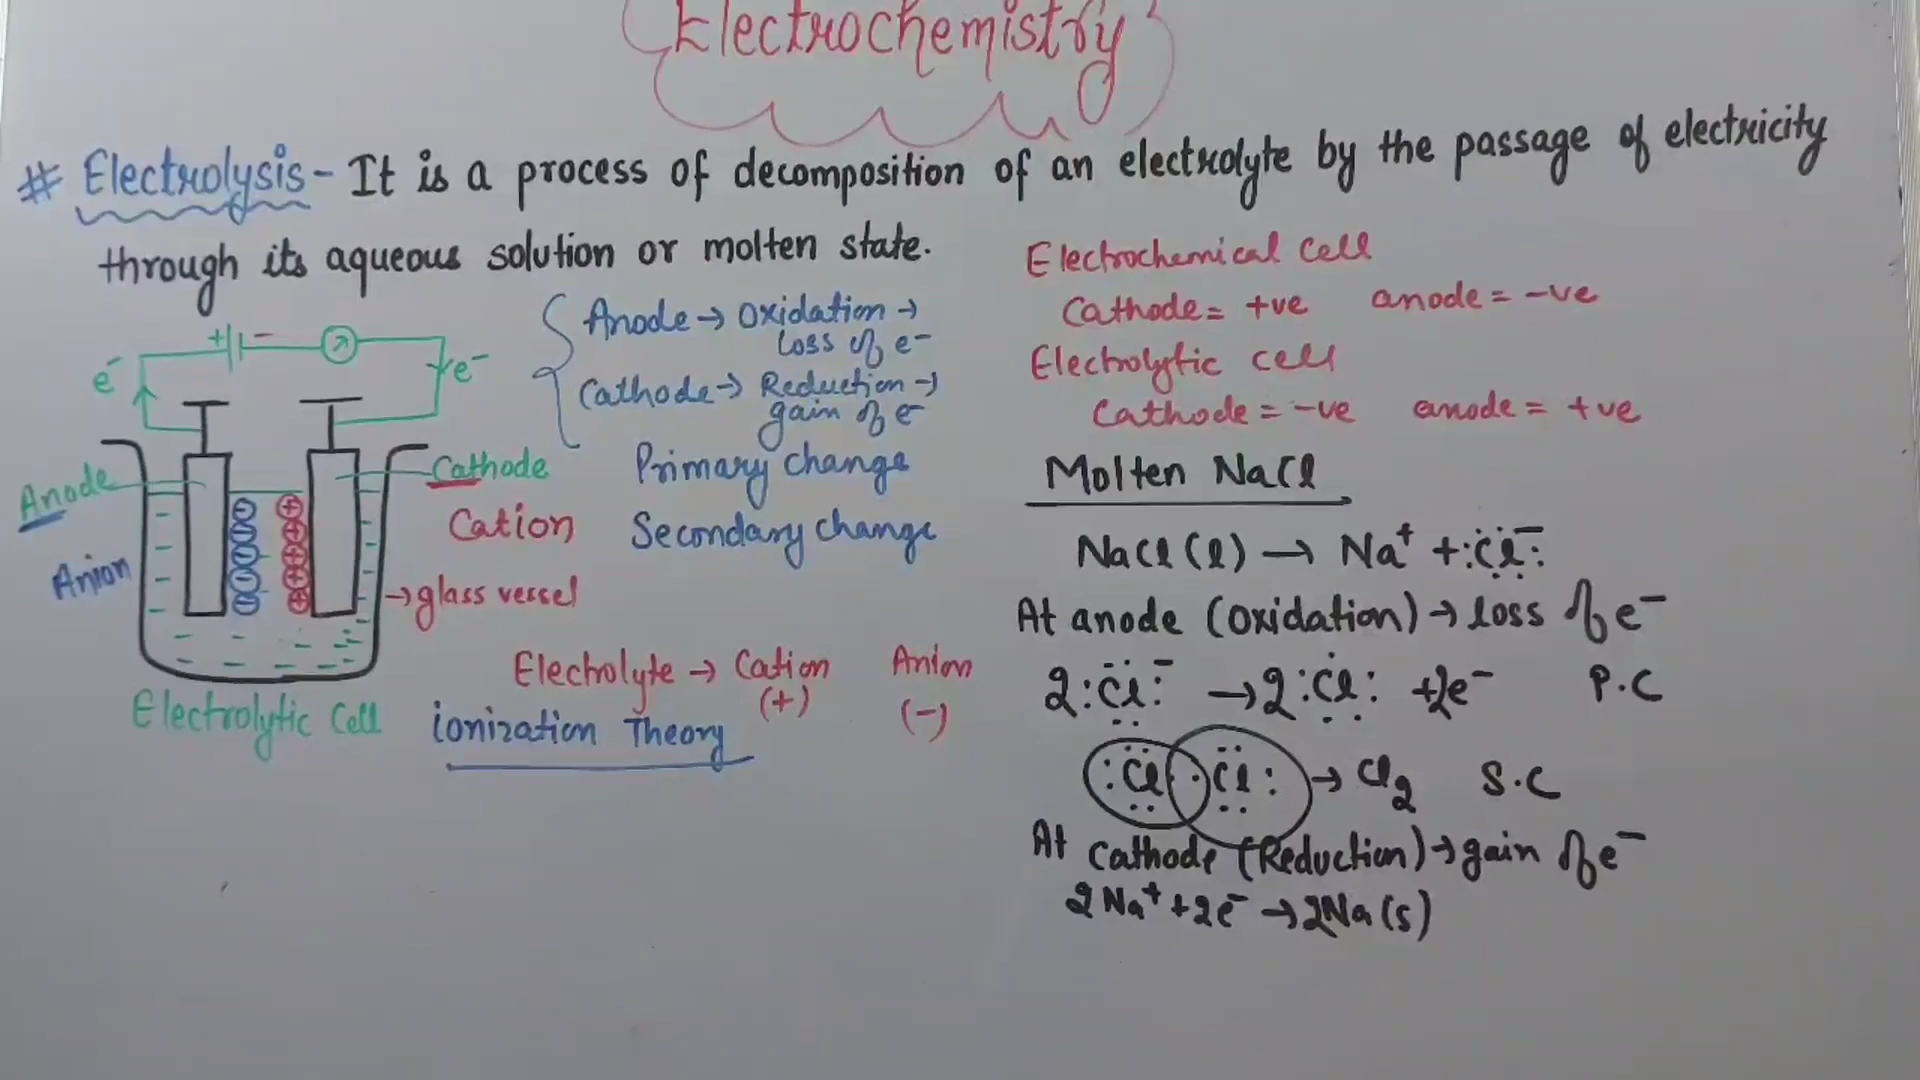 Electrochemistry
# Electrolysis - It is a process of decomposition of an electrolyte by the passage of electricity
through its aqueous solution or molten state.
+ -
e⁻
e⁻
Anode
Anion
Cathode
Cation
→ glass vessel
Electrolytic Cell
Anode → Oxidation →
Loss of e⁻
Cathode → Reduction →
gain of e⁻
Primary change
Secondary change
Electrolyte → Cation Anion
(+) (-)
ionization Theory
Electrochemical Cell
Cathode = +ve anode = -ve
Electrolytic cell
Cathode = -ve anode = +ve
Molten NaCl
NaCl (l) → Na⁺ + :Cl:⁻
At anode (Oxidation) → loss of e⁻
2:Cl:⁻ → 2:Cl: + 2e⁻ P.C
:Cl· ·Cl: → Cl₂ S.C
At Cathode (Reduction) → gain of e⁻
2Na⁺ + 2e⁻ → 2Na(s)